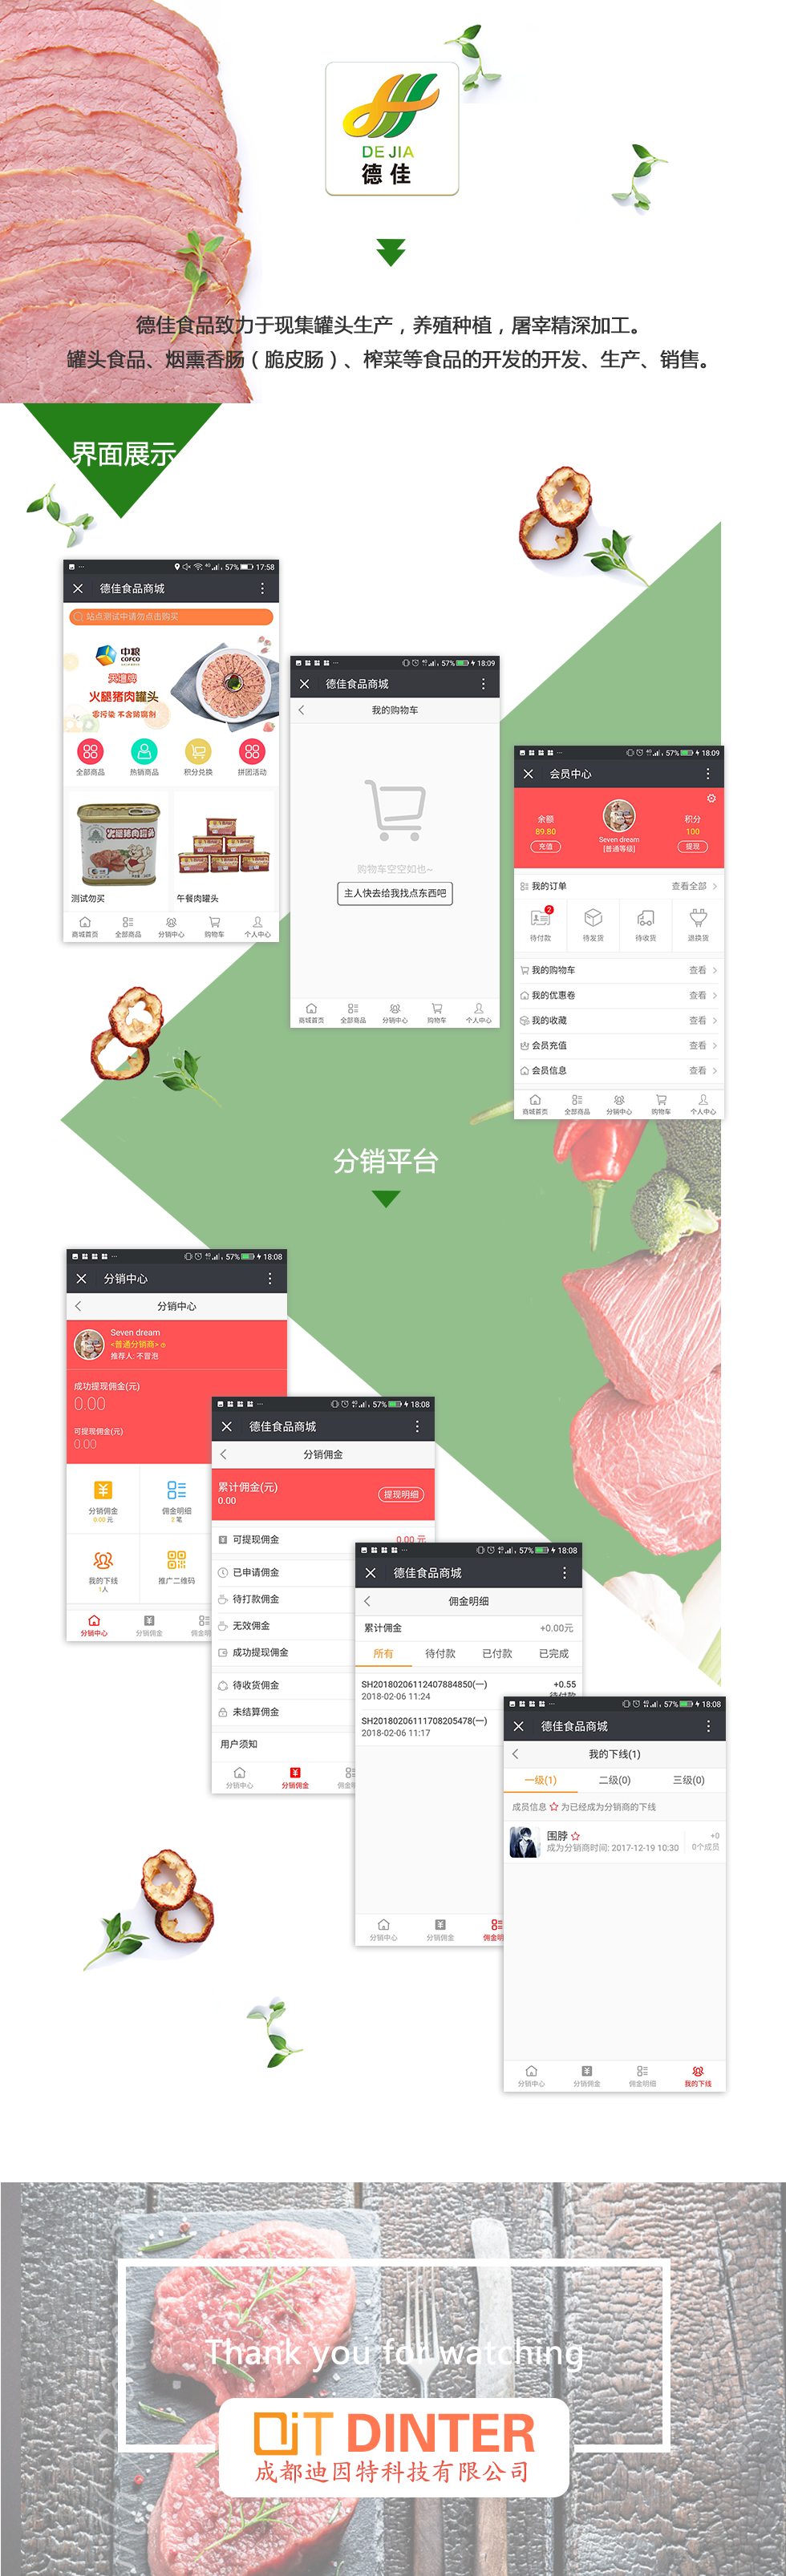 DE JIA
德佳
德佳食品致力于现集罐头生产，养殖种植，屠宰精深加工。
罐头食品、烟熏香肠（脆皮肠）、榨菜等食品的开发的开发、生产、销售。
界面展示
57% 17:58
德佳食品商城
站点测试中请勿点击购买
中粮
COFCO
天坛牌
火腿猪肉罐头
零污染 不含防腐剂
全部商品 热销商品 积分兑换 拼团活动
火腿猪肉罐头
测试勿买 午餐肉罐头
商城首页 全部商品 分销中心 购物车 个人中心
57% 18:09
德佳食品商城
我的购物车
购物车空空如也~
主人快去给我找点东西吧
商城首页 全部商品 分销中心 购物车 个人中心
57% 18:09
会员中心
余额
89.80
充值
Seven dream
[普通等级]
积分
100
提现
我的订单 查看全部
2
待付款 待发货 待收货 退换货
我的购物车 查看
我的优惠卷 查看
我的收藏 查看
会员充值 查看
会员信息 查看
商城首页 全部商品 分销中心 购物车 个人中心
分销平台
57% 18:08
分销中心
分销中心
Seven dream
<普通分销商>
推荐人: 不冒泡
成功提现佣金(元)
0.00
可提现佣金(元)
0.00
分销佣金 佣金明细
0.00 元 2 笔
我的下线 推广二维码
1人
分销中心 分销佣金 佣金明
57% 18:08
德佳食品商城
分销佣金
累计佣金(元)
0.00
提现明细
可提现佣金 0.00 元
已申请佣金
待打款佣金
无效佣金
成功提现佣金
待收货佣金
未结算佣金
用户须知
分销中心 分销佣金 佣金明
57% 18:08
德佳食品商城
佣金明细
累计佣金 +0.00元
所有 待付款 已付款 已完成
SH20180206112407884850(一) +0.55
2018-02-06 11:24 待付款
SH20180206111708205478(一)
2018-02-06 11:17
分销中心 分销佣金 佣金明
57% 18:08
德佳食品商城
我的下线(1)
一级(1) 二级(0) 三级(0)
成员信息 为已经成为分销商的下线
围脖 +0
成为分销商时间: 2017-12-19 10:30 0个成员
分销中心 分销佣金 佣金明细 我的下线
Thank you for watching
DiT DINTER
成都迪因特科技有限公司